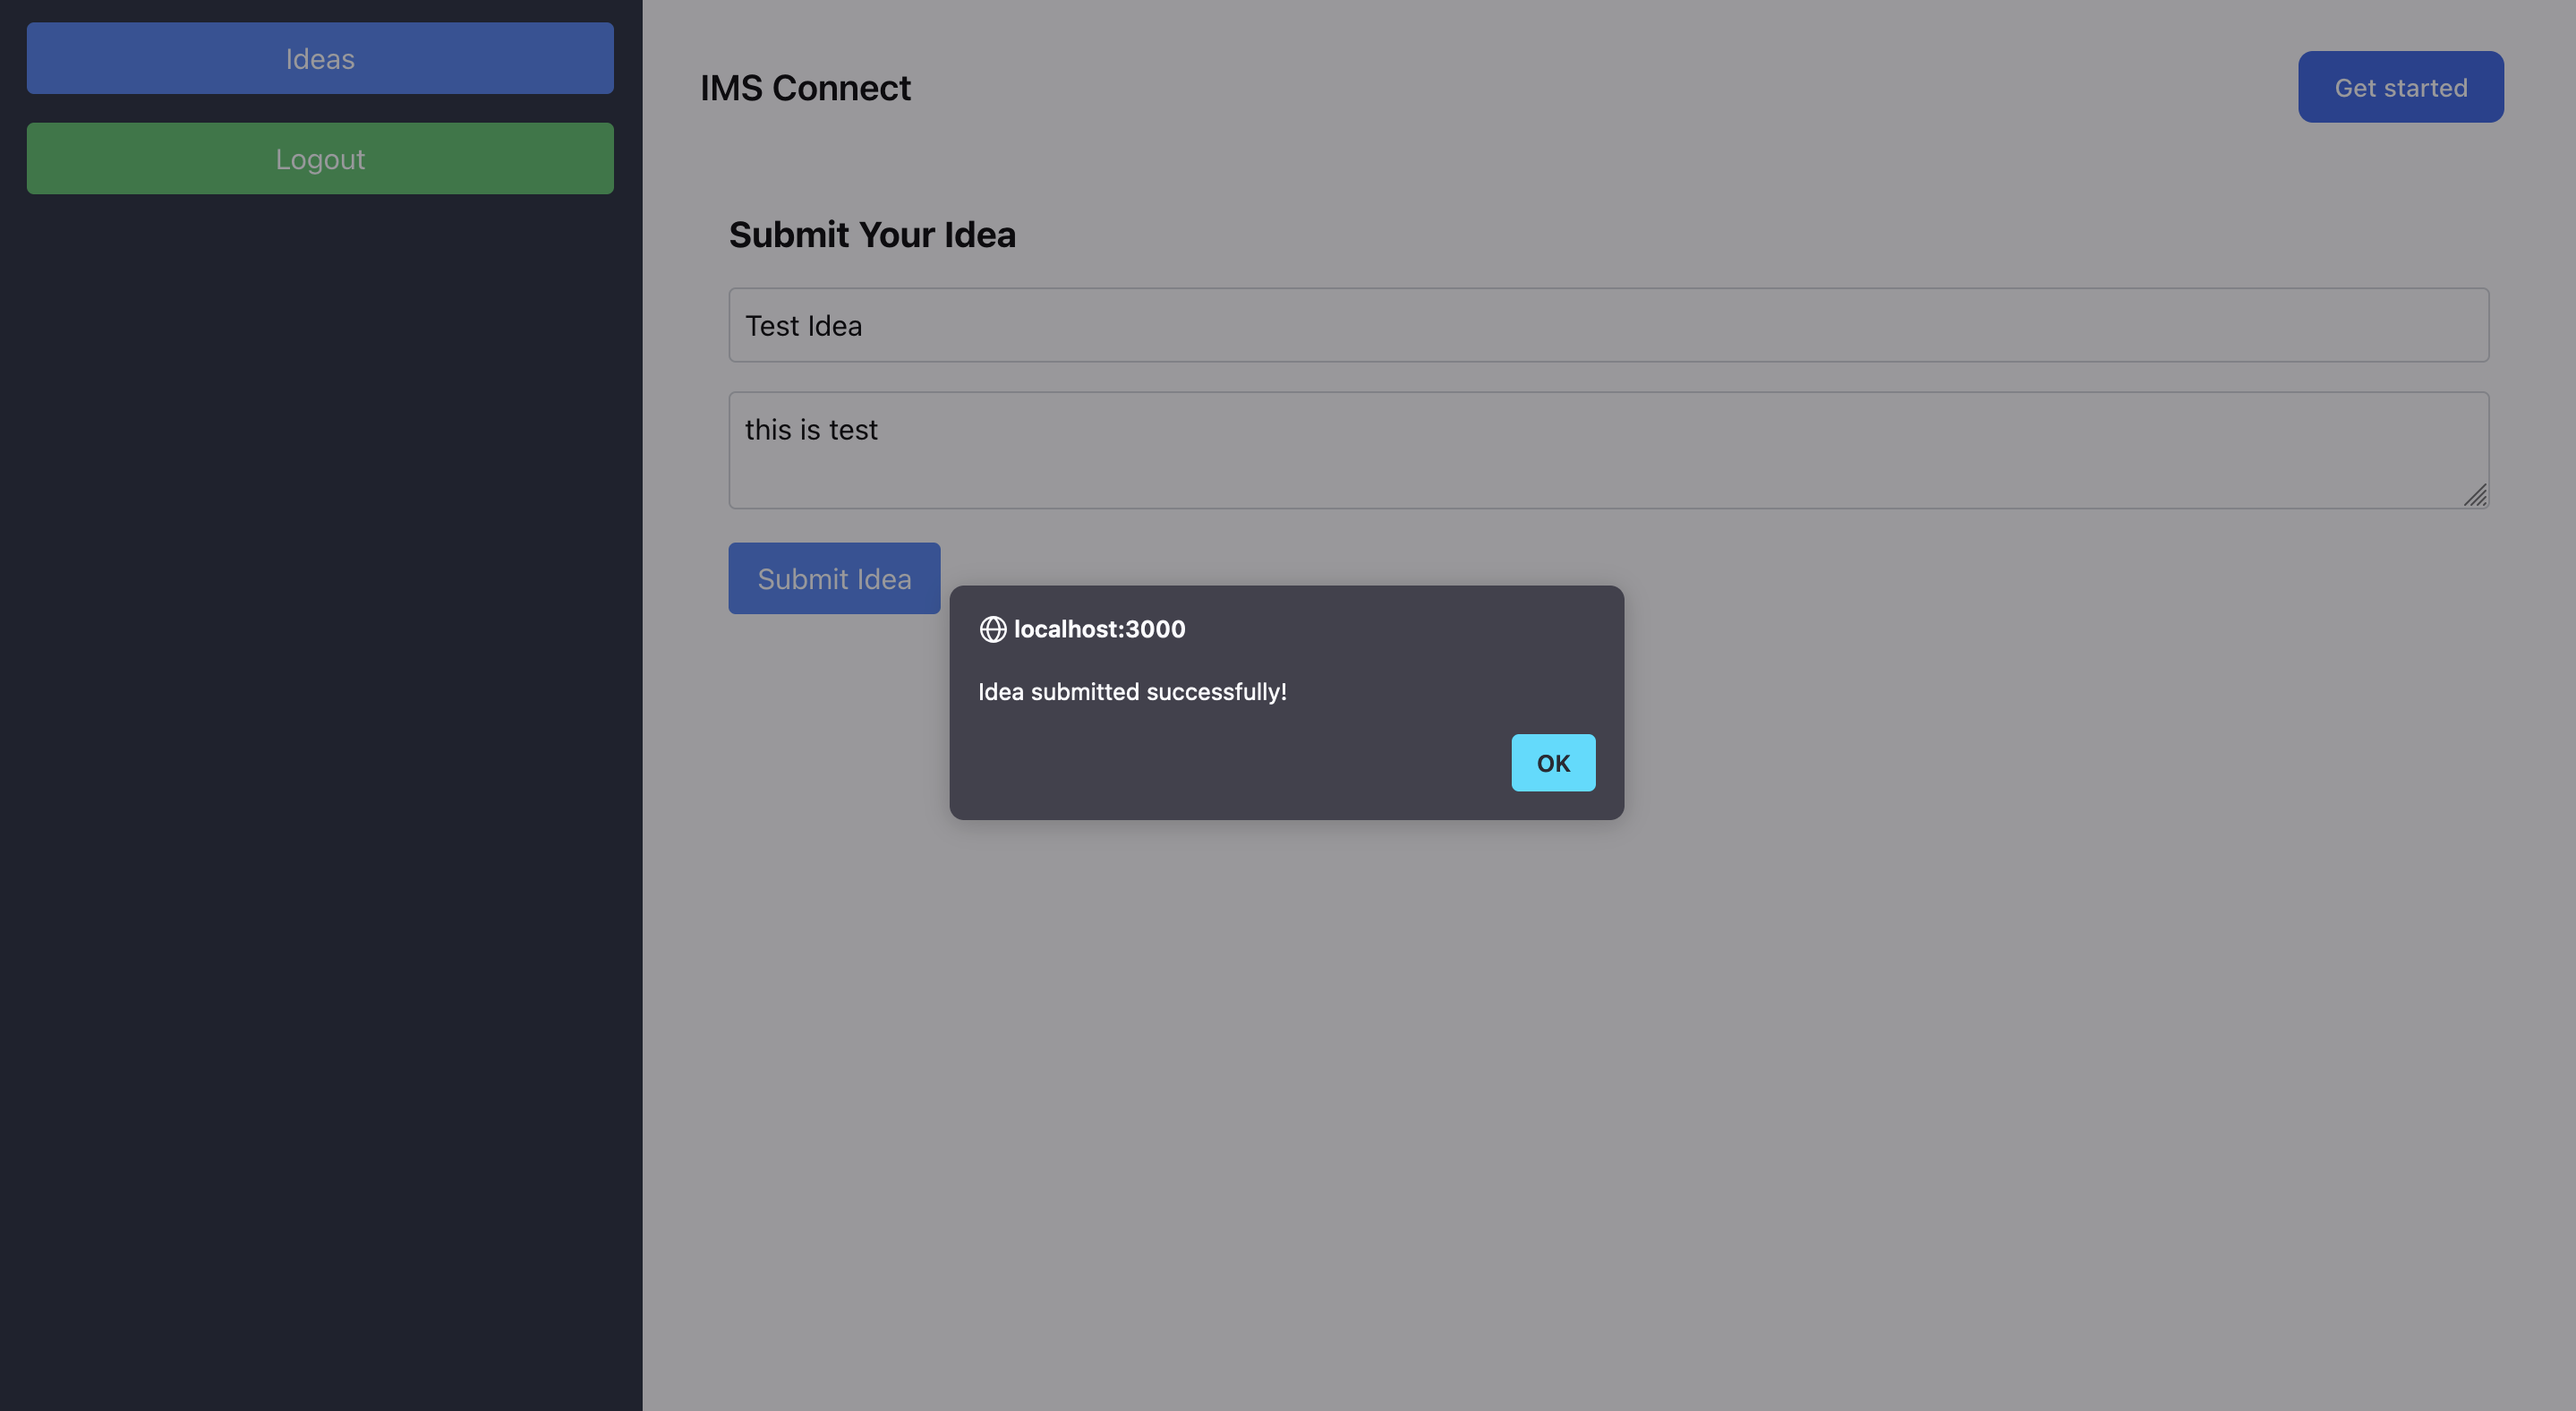 Ideas
Logout
IMS Connect
Get started
Submit Your Idea
Test Idea
this is test
Submit Idea
localhost:3000
Idea submitted successfully!
OK